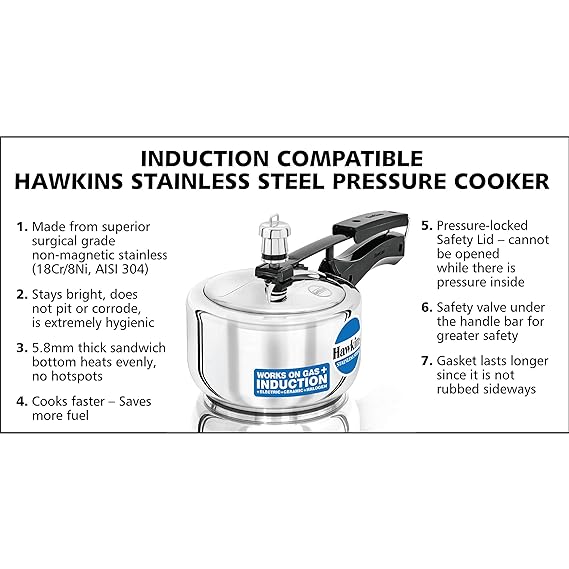 INDUCTION COMPATIBLE
HAWKINS STAINLESS STEEL PRESSURE COOKER
1. Made from superior
surgical grade
non-magnetic stainless
(18Cr/8Ni, AISI 304)
2. Stays bright, does
not pit or corrode,
is extremely hygienic
3. 5.8mm thick sandwich
bottom heats evenly,
no hotspots
4. Cooks faster – Saves
more fuel
Hawkins
WORKS ON GAS +
INDUCTION
+ELECTRIC+CERAMIC+HALOGEN
5. Pressure-locked
Safety Lid – cannot
be opened
while there is
pressure inside
6. Safety valve under
the handle bar for
greater safety
7. Gasket lasts longer
since it is not
rubbed sideways